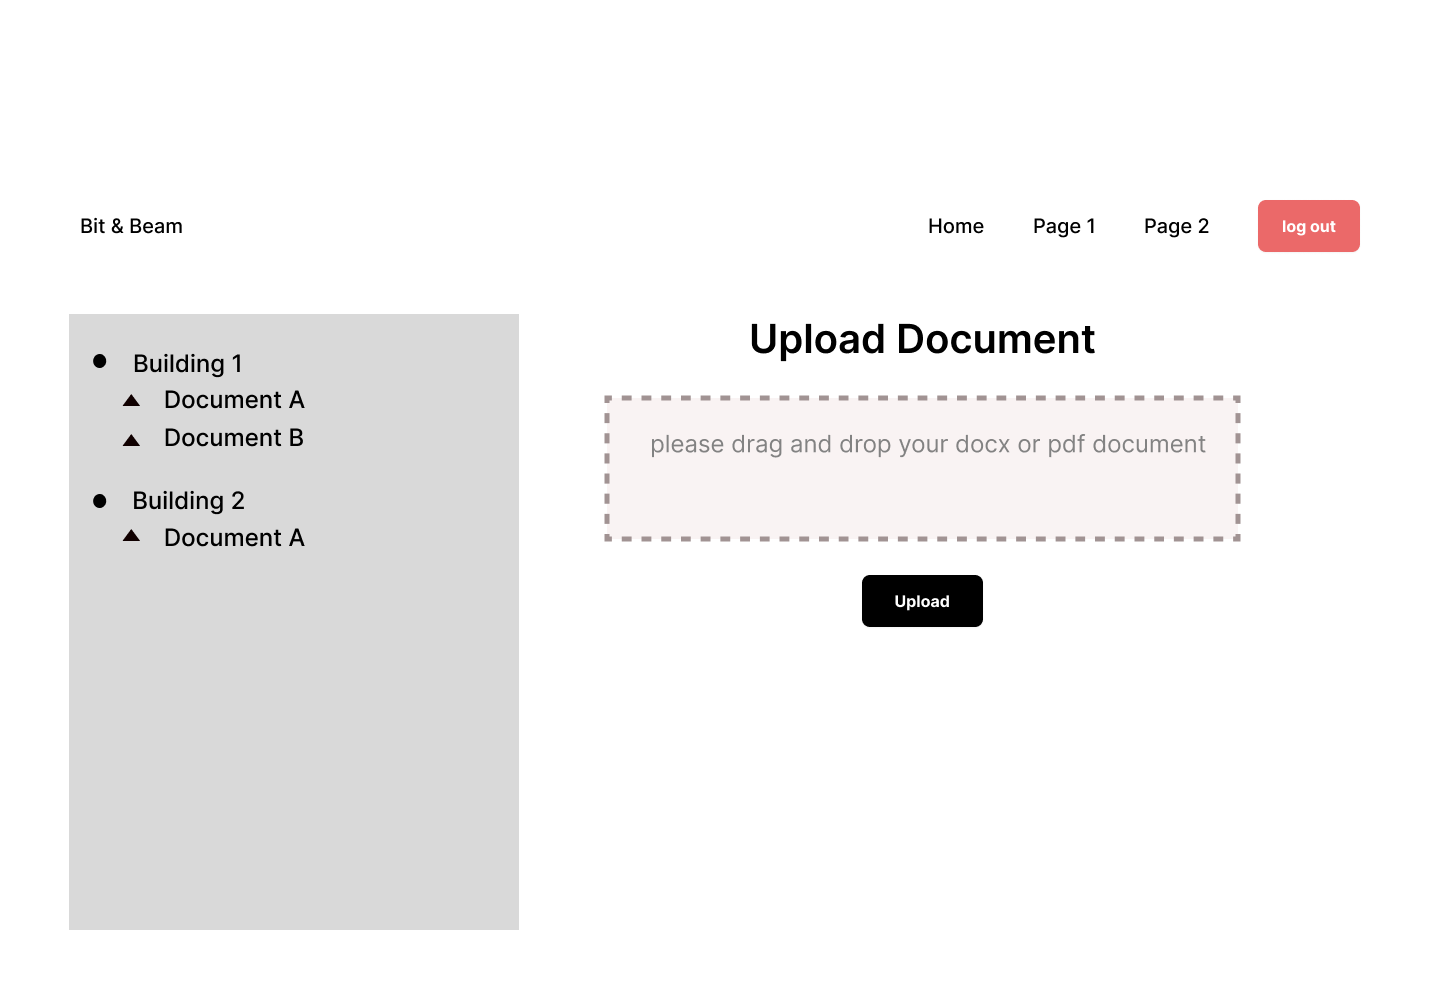 Bit & Beam
Home
Page 1
Page 2
log out
Building 1
Document A
Document B
Building 2
Document A
Upload Document
please drag and drop your docx or pdf document
Upload